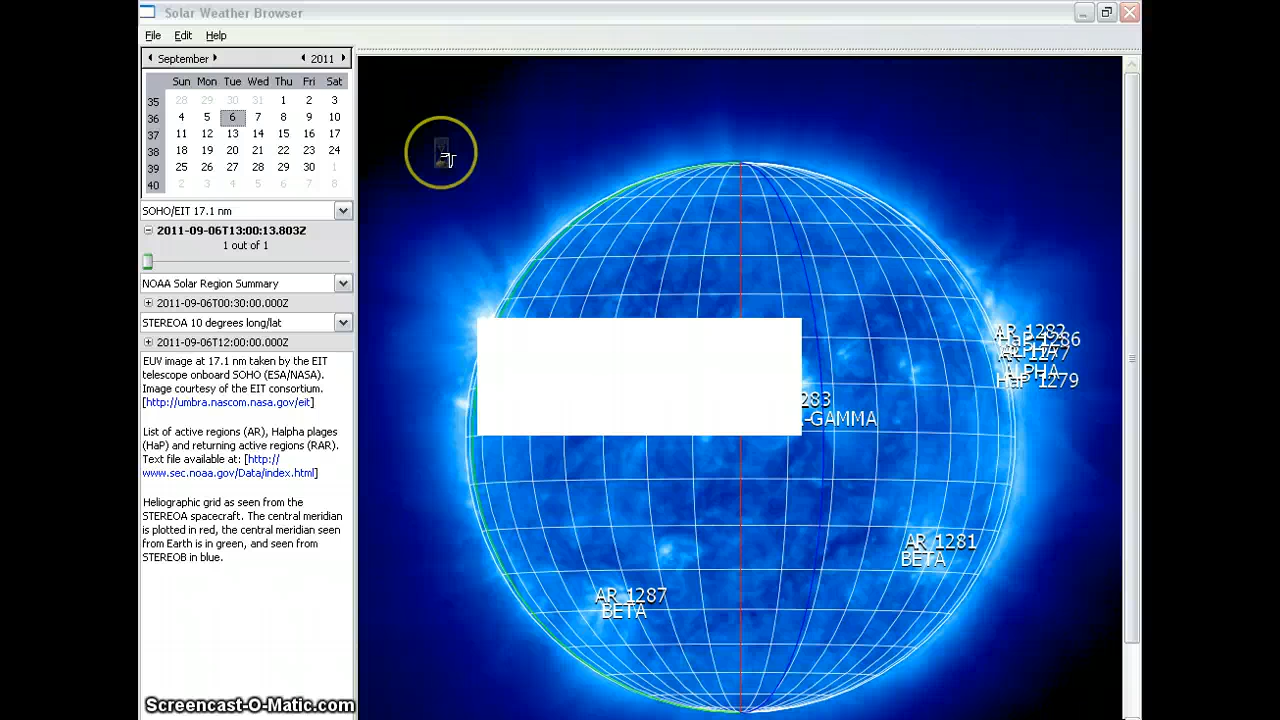 Solar Weather Browser
File Edit Help
September 2011
Sun Mon Tue Wed Thu Fri Sat
35 28 29 30 31 1 2 3
36 4 5 6 7 8 9 10
37 11 12 13 14 15 16 17
38 18 19 20 21 22 23 24
39 25 26 27 28 29 30 1
40 2 3 4 5 6 7 8
SOHO/EIT 17.1 nm
2011-09-06T13:00:13.803Z
1 out of 1
NOAA Solar Region Summary
2011-09-06T00:30:00.000Z
STEREOA 10 degrees long/lat
2011-09-06T12:00:00.000Z
EUV image at 17.1 nm taken by the EIT
telescope onboard SOHO (ESA/NASA).
Image courtesy of the EIT consortium.
[http://umbra.nascom.nasa.gov/eit]
List of active regions (AR), Halpha plages
(HaP) and returning active regions (RAR).
Text file available at: [http://
www.sec.noaa.gov/Data/index.html]
Heliographic grid as seen from the
STEREOA spacecraft. The central meridian
is plotted in red, the central meridian seen
from Earth is in green, and seen from
STEREOB in blue.
AR 1282
HaP 1286
ALPHA
AR 1277
ALPHA
HaP 1279
283
-GAMMA
AR 1281
BETA
AR 1287
BETA
Screencast-O-Matic.com